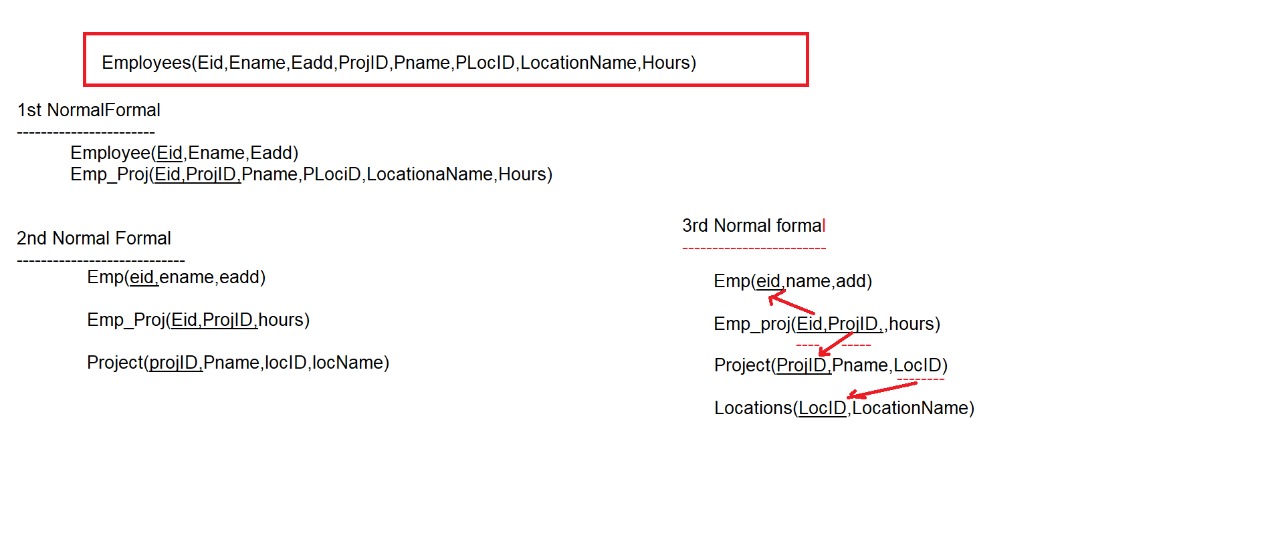 Employees(Eid,Ename,Eadd,ProjID,Pname,PLocID,LocationName,Hours)
1st NormalFormal
-----------------------
Employee(Eid,Ename,Eadd)
Emp_Proj(Eid,ProjID,Pname,PLociD,LocationaName,Hours)
2nd Normal Formal
----------------------------
Emp(eid,ename,eadd)
Emp_Proj(Eid,ProjID,hours)
Project(projID,Pname,locID,locName)
3rd Normal formal
------------------------
Emp(eid,name,add)
Emp_proj(Eid,ProjID,,hours)
Project(ProjID,Pname,LocID)
Locations(LocID,LocationName)